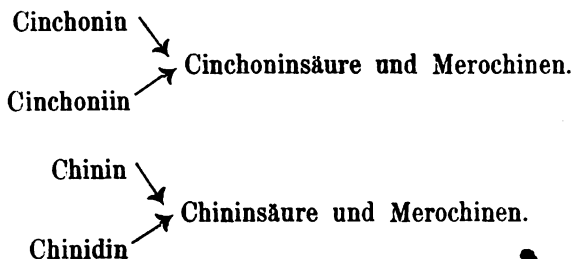 Cinchonin
Cinchoninsäure und Merochinen.
Cinchoniin
Chinin
Chininsäure und Merochinen.
Chinidin